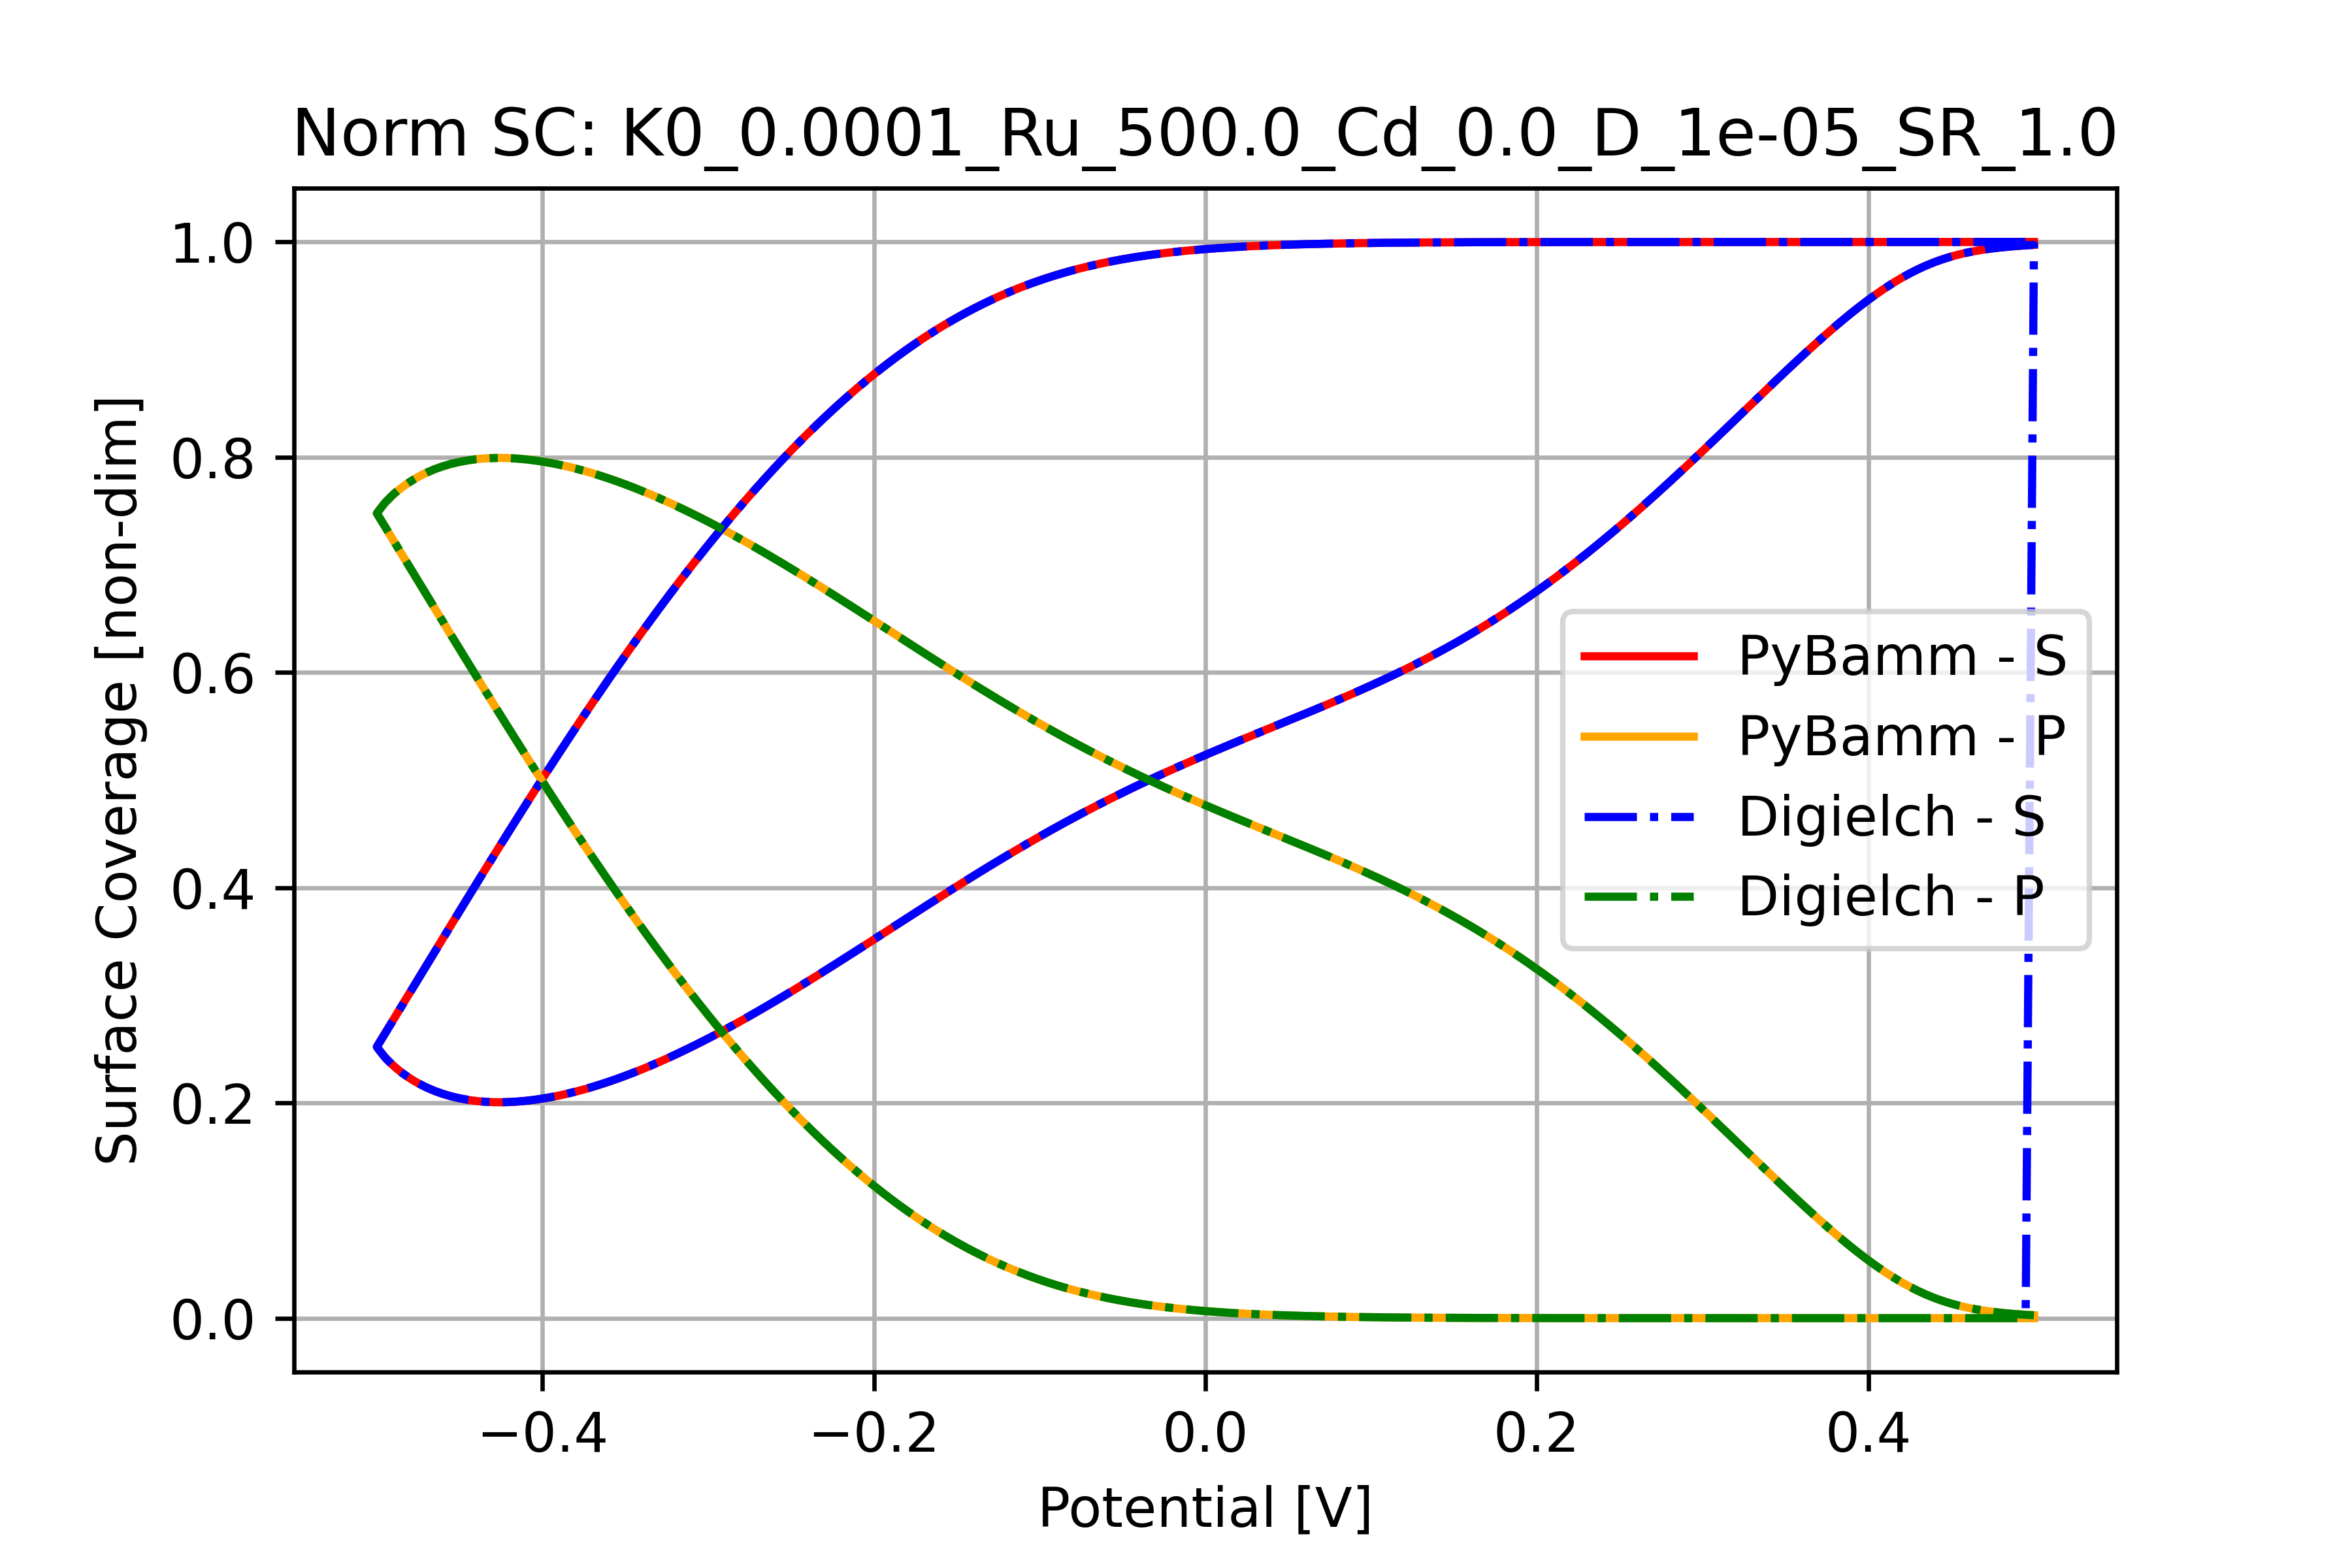 Norm SC: K0_0.0001_Ru_500.0_Cd_0.0_D_1e-05_SR_1.0
Surface Coverage [non-dim]
1.0
0.8
0.6
0.4
0.2
0.0
PyBamm - S
PyBamm - P
Digielch - S
Digielch - P
−0.4
−0.2
0.0
0.2
0.4
Potential [V]